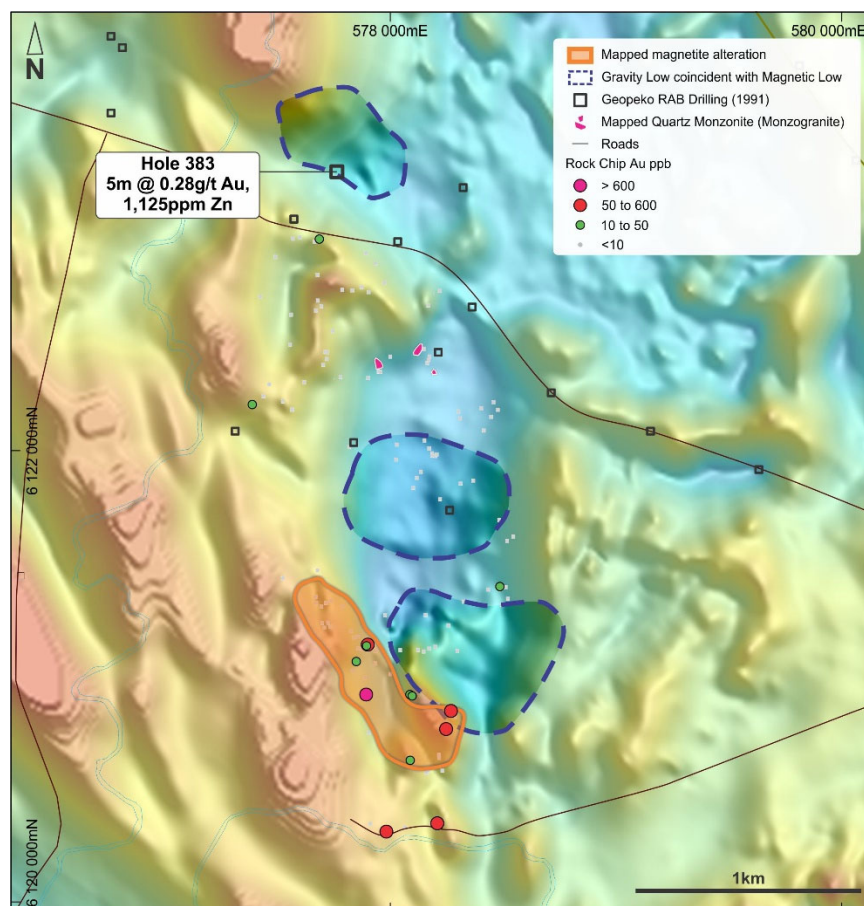 578 000mE
580 000mE
N
Mapped magnetite alteration
Gravity Low coincident with Magnetic Low
Geopeko RAB Drilling (1991)
Mapped Quartz Monzonite (Monzogranite)
Roads
Rock Chip Au ppb
> 600
50 to 600
10 to 50
<10
Hole 383
5m @ 0.28g/t Au,
1,125ppm Zn
6 122 000mN
6 120 000mN
1km